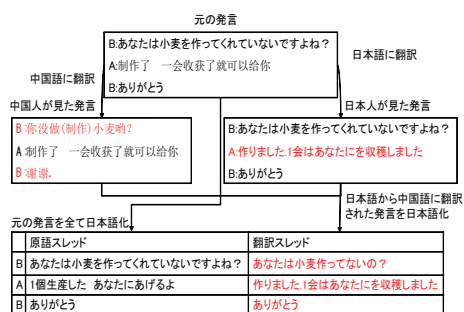 元の発言
B:あなたは小麦を作ってくれていないですよね？
A:制作了　一会收获了就可以给你
B:ありがとう
中国語に翻訳
日本語に翻訳
中国人が見た発言
B:你没做(制作)小麦哟?
A:制作了　一会收获了就可以给你
B:谢谢.
日本人が見た発言
B:あなたは小麦を作ってくれていないですよね？
A:作りました.1会はあなたにを収穫しました
B:ありがとう
日本語から中国語に翻訳
された発言を日本語化
元の発言を全て日本語化
原語スレッド 翻訳スレッド
B あなたは小麦を作ってくれていないですよね？ あなたは小麦作ってないの？
A 1個生産した あなたにあげるよ 作りました.1会はあなたにを収穫しました
B ありがとう ありがとう